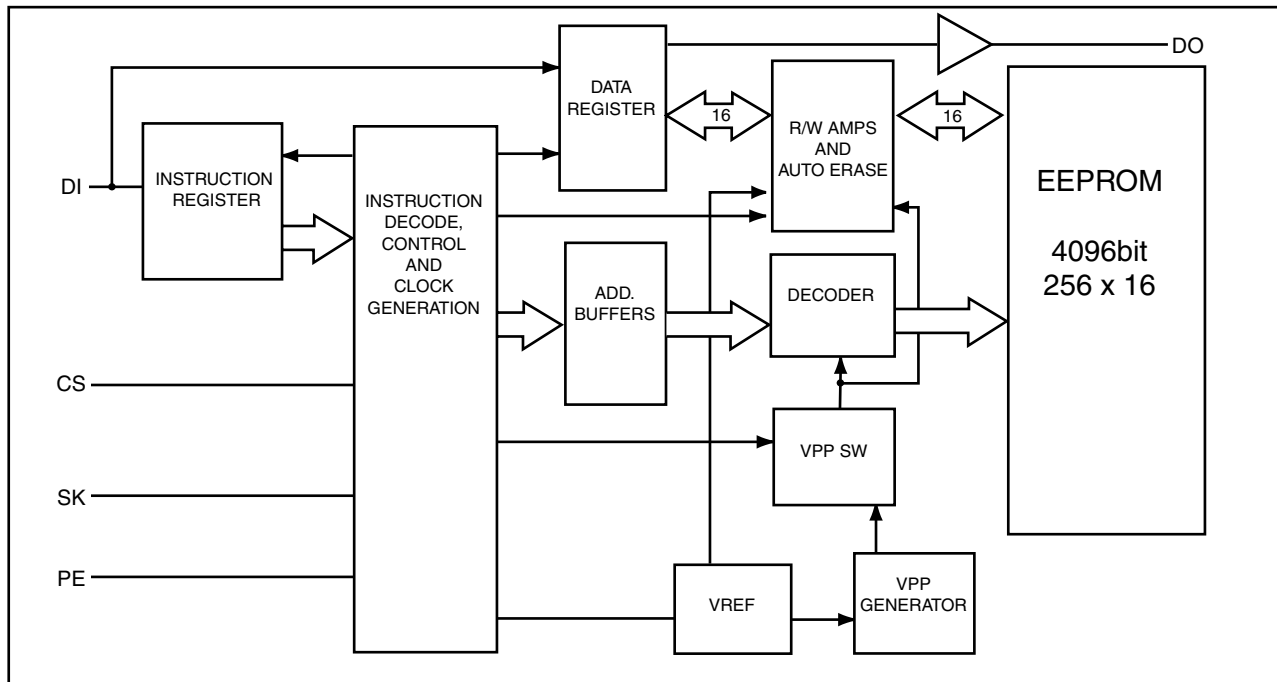 DO
DATA
REGISTER
16
R/W AMPS
AND
AUTO ERASE
16
EEPROM
4096bit
256 x 16
DI
INSTRUCTION
REGISTER
INSTRUCTION
DECODE,
CONTROL
AND
CLOCK
GENERATION
ADD.
BUFFERS
DECODER
CS
VPP SW
SK
PE
VREF
VPP
GENERATOR